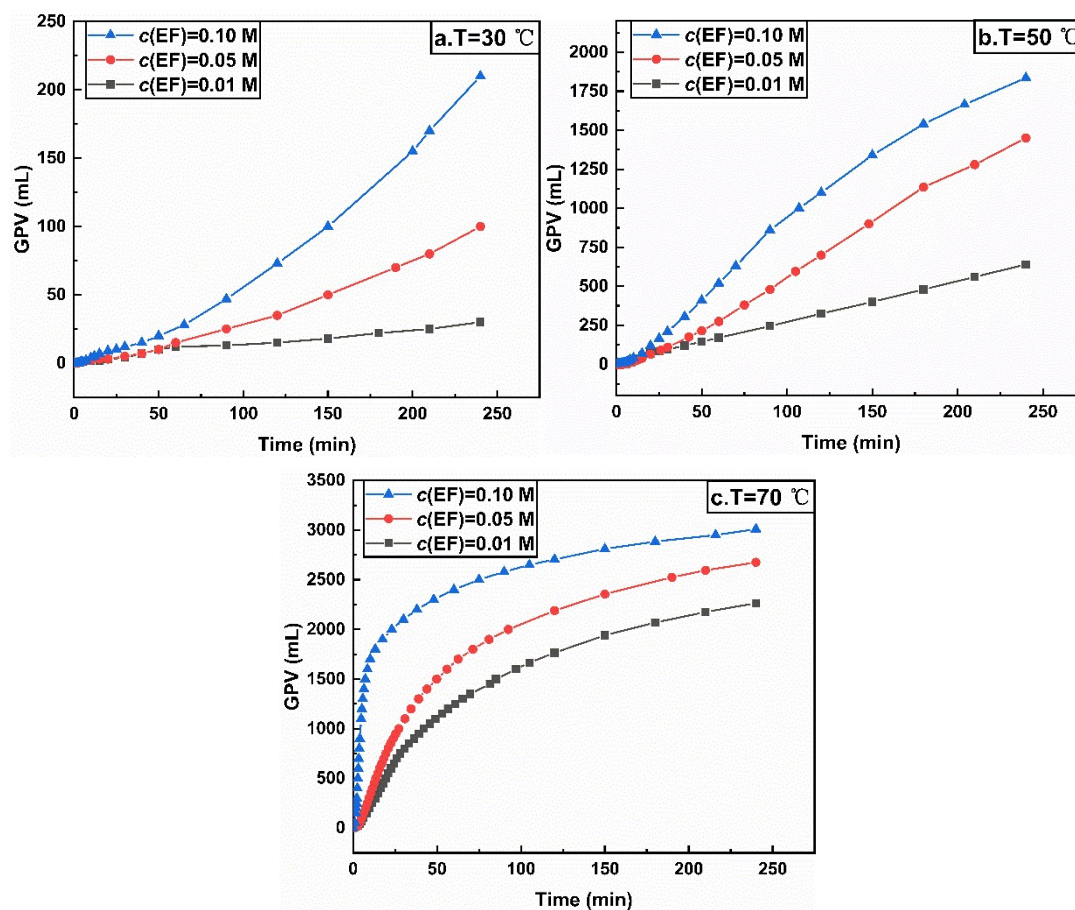 a.T=30 ℃
c(EF)=0.10 M
c(EF)=0.05 M
c(EF)=0.01 M
GPV (mL)
250
200
150
100
50
0
0
50
100
150
200
250
Time (min)
b.T=50 ℃
c(EF)=0.10 M
c(EF)=0.05 M
c(EF)=0.01 M
GPV (mL)
2000
1750
1500
1250
1000
750
500
250
0
0
50
100
150
200
250
Time (min)
c.T=70 ℃
c(EF)=0.10 M
c(EF)=0.05 M
c(EF)=0.01 M
GPV (mL)
3500
3000
2500
2000
1500
1000
500
0
0
50
100
150
200
250
Time (min)